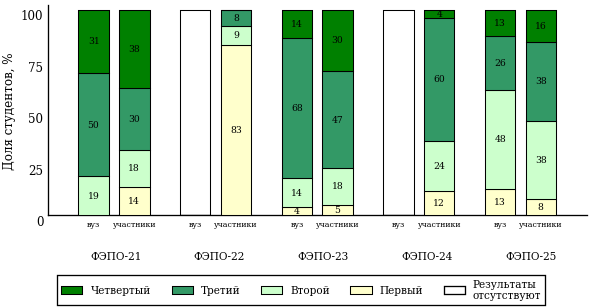 Доля студентов, %
100
75
50
25
0
31 50 19
38 30 18 14
8 9 83
14 68 14 4
30 47 18 5
4 60 24 12
13 26 48 13
16 38 38 8
вуз участники вуз участники вуз участники вуз участники вуз участники
ФЭПО-21 ФЭПО-22 ФЭПО-23 ФЭПО-24 ФЭПО-25
Четвертый Третий Второй Первый Результаты
отсутствуют